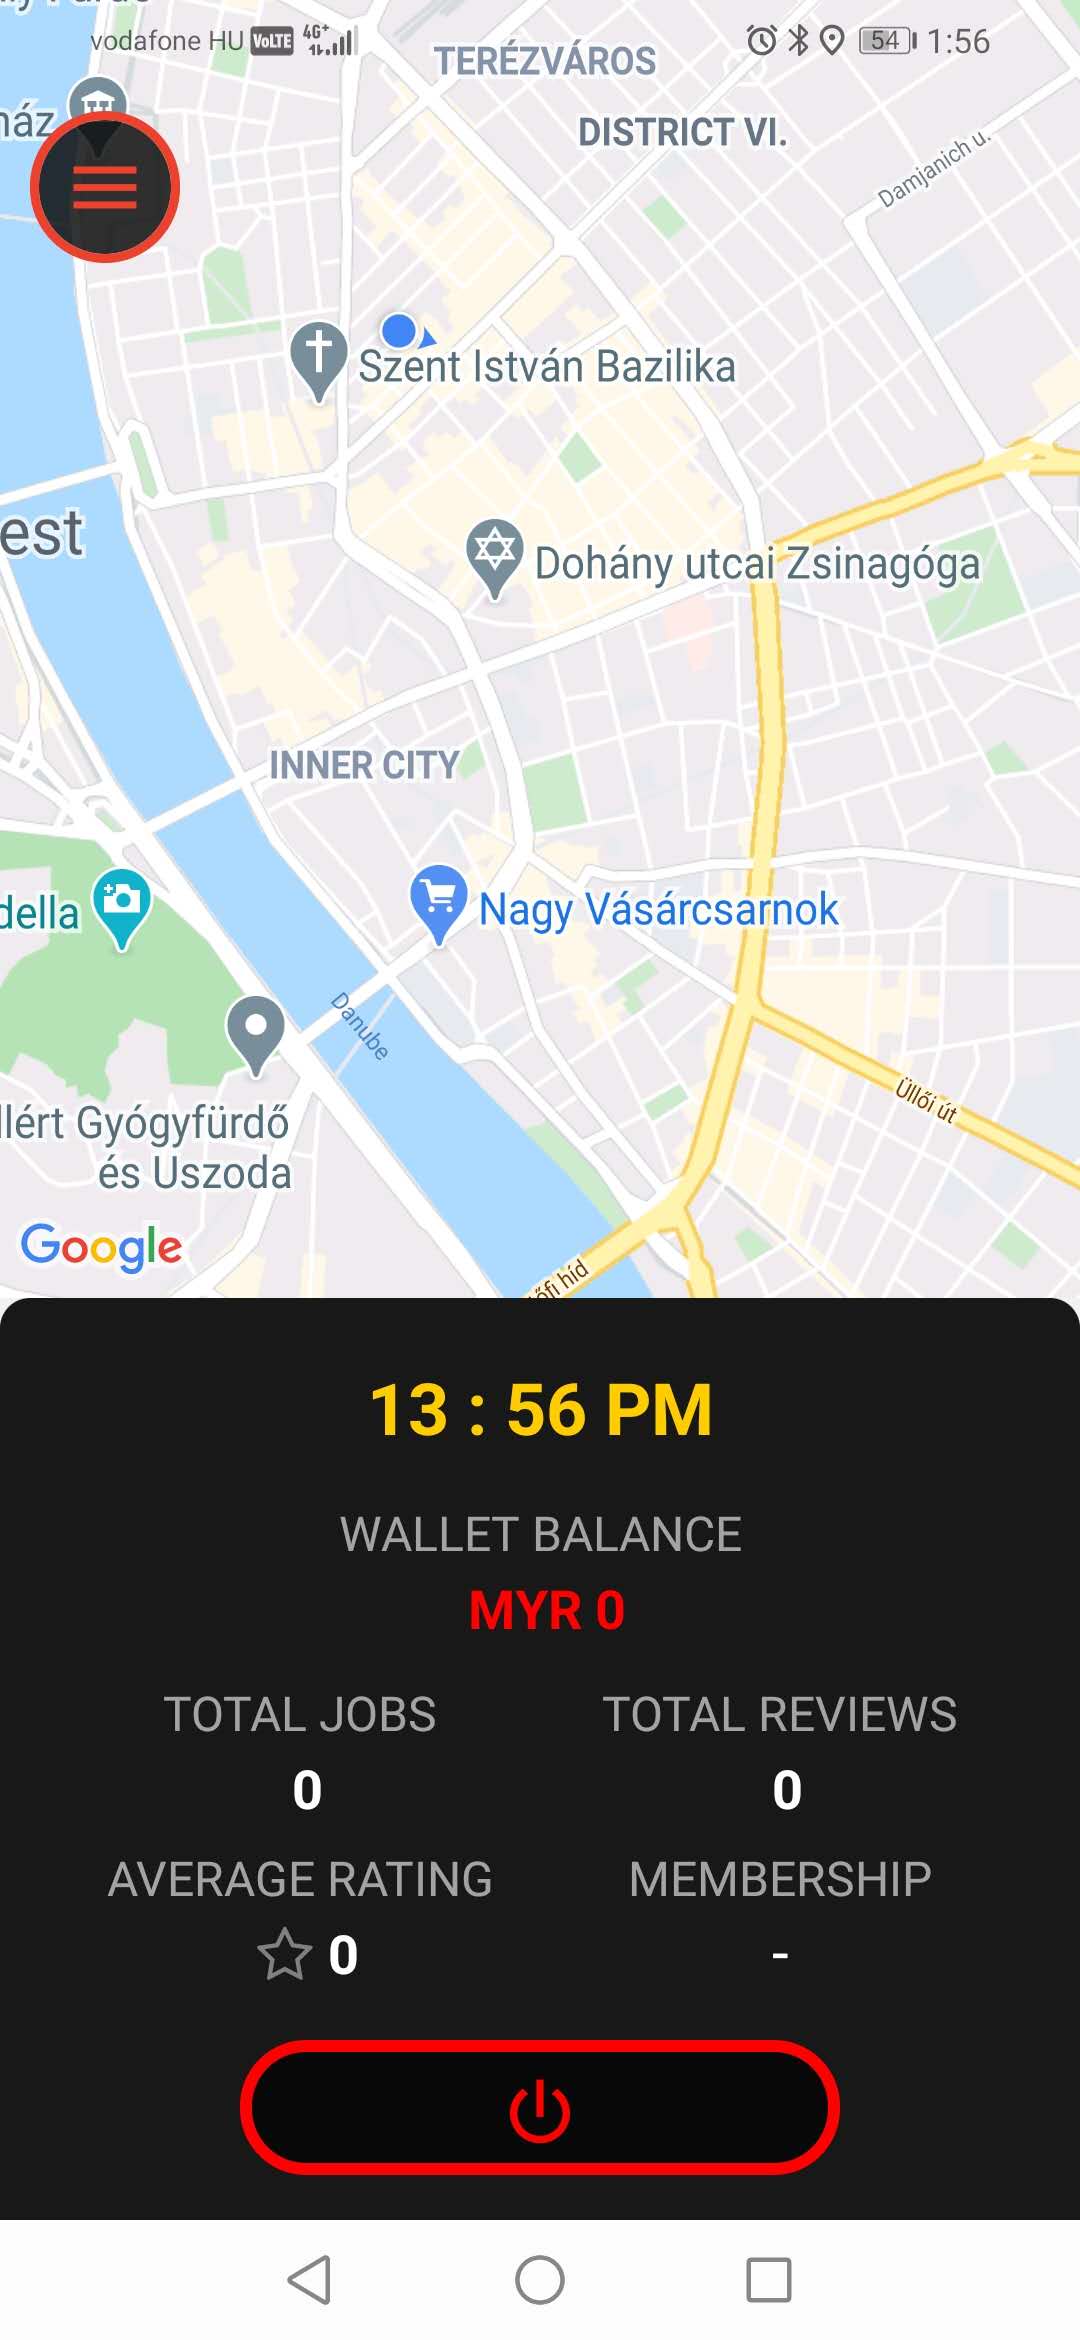 vodafone HU VoLTE 4G+ 54 1:56
TERÉZVÁROS
DISTRICT VI.
ház
Damjanich u.
Szent István Bazilika
est
Dohány utcai Zsinagóga
INNER CITY
della
Nagy Vásárcsarnok
Danube
Üllői út
llért Gyógyfürdő
és Uszoda
Google
őfi híd
13 : 56 PM
WALLET BALANCE
MYR 0
TOTAL JOBS TOTAL REVIEWS
0 0
AVERAGE RATING MEMBERSHIP
0 -